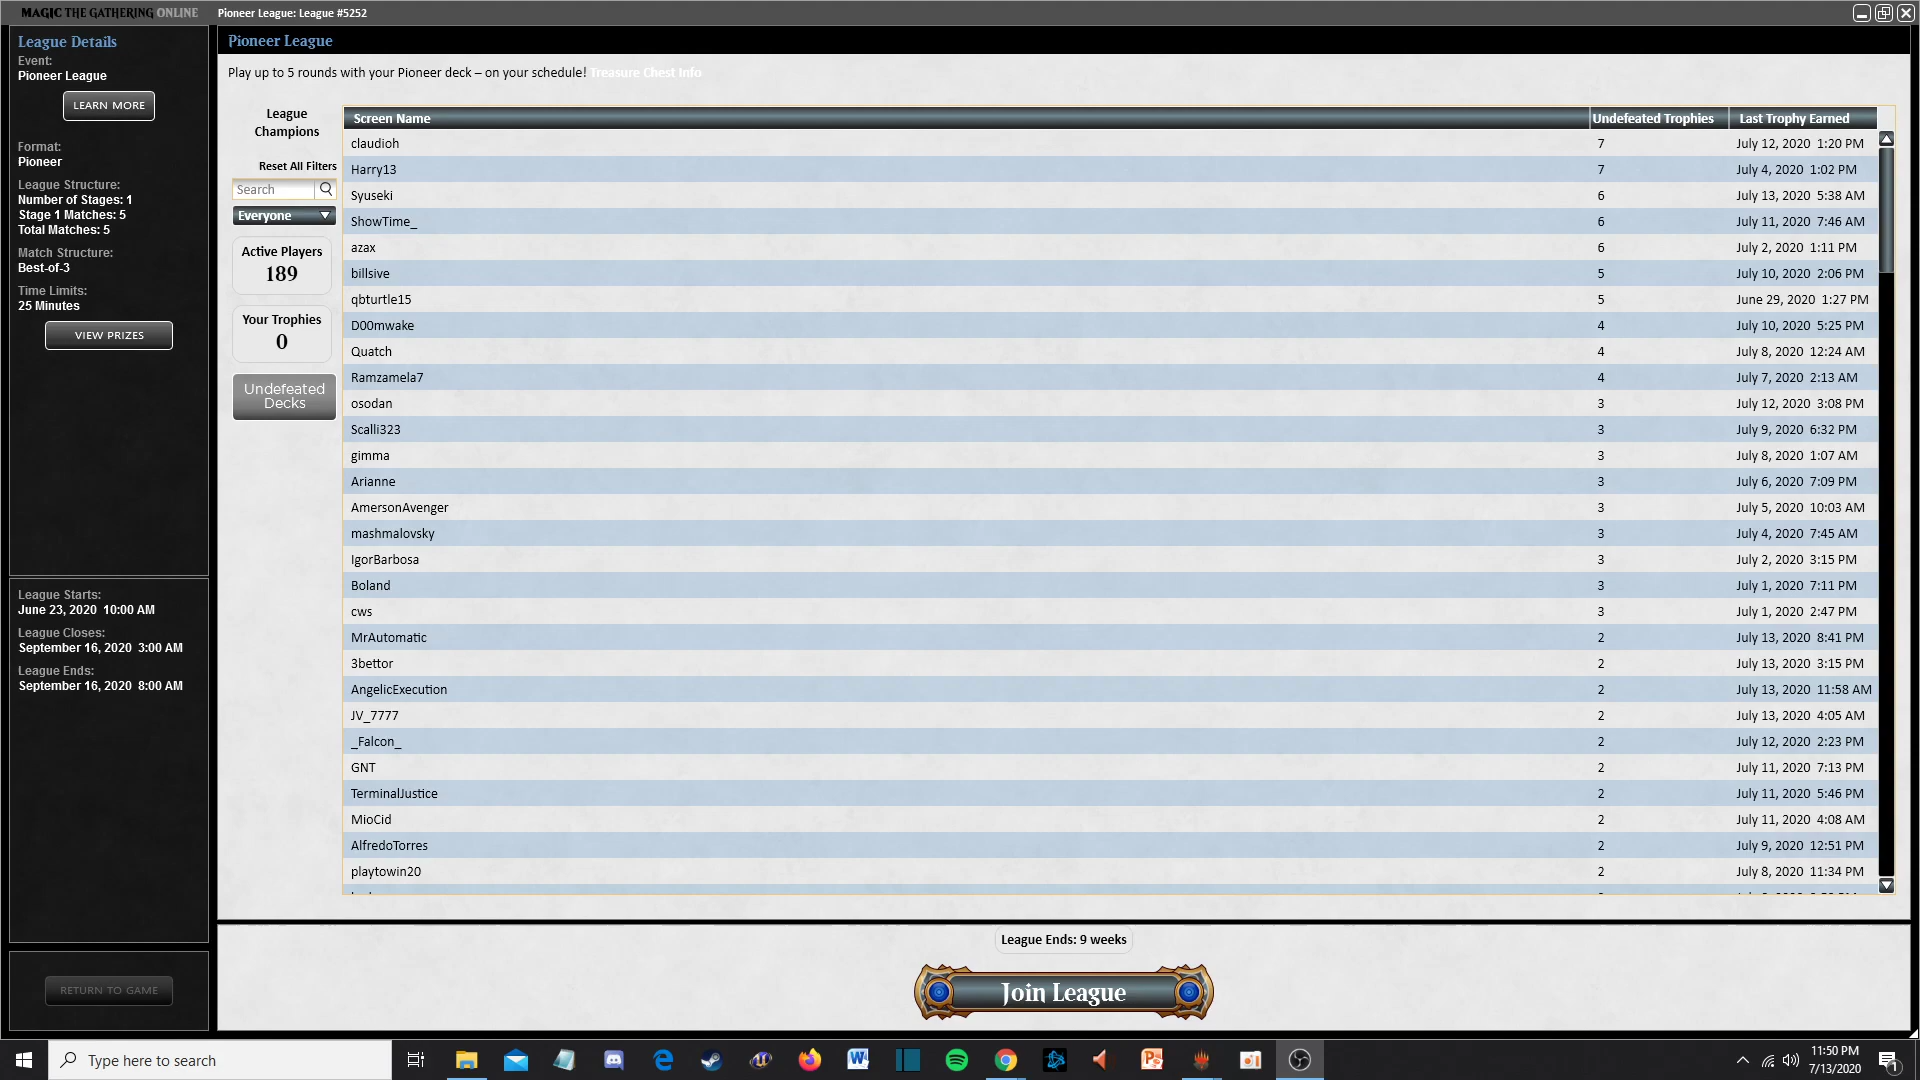 MAGIC THE GATHERING ONLINE
Pioneer League: League #5252
League Details
Event:
Pioneer League
LEARN MORE
Format:
Pioneer
League Structure:
Number of Stages: 1
Stage 1 Matches: 5
Total Matches: 5
Match Structure:
Best-of-3
Time Limits:
25 Minutes
VIEW PRIZES
League Starts:
June 23, 2020 10:00 AM
League Closes:
September 16, 2020 3:00 AM
League Ends:
September 16, 2020 8:00 AM
RETURN TO GAME
Pioneer League
Play up to 5 rounds with your Pioneer deck – on your schedule! Treasure Chest Info
League
Champions
Reset All Filters
Search
Everyone
Active Players
189
Your Trophies
0
Undefeated
Decks
Screen Name Undefeated Trophies Last Trophy Earned
claudioh 7 July 12, 2020 1:20 PM
Harry13 7 July 4, 2020 1:02 PM
Syuseki 6 July 13, 2020 5:38 AM
ShowTime_ 6 July 11, 2020 7:46 AM
azax 6 July 2, 2020 1:11 PM
billsive 5 July 10, 2020 2:06 PM
qbturtle15 5 June 29, 2020 1:27 PM
D00mwake 4 July 10, 2020 5:25 PM
Quatch 4 July 8, 2020 12:24 AM
Ramzamela7 4 July 7, 2020 2:13 AM
osodan 3 July 12, 2020 3:08 PM
Scalli323 3 July 9, 2020 6:32 PM
gimma 3 July 8, 2020 1:07 AM
Arianne 3 July 6, 2020 7:09 PM
AmersonAvenger 3 July 5, 2020 10:03 AM
mashmalovsky 3 July 4, 2020 7:45 AM
IgorBarbosa 3 July 2, 2020 3:15 PM
Boland 3 July 1, 2020 7:11 PM
cws 3 July 1, 2020 2:47 PM
MrAutomatic 2 July 13, 2020 8:41 PM
3bettor 2 July 13, 2020 3:15 PM
AngelicExecution 2 July 13, 2020 11:58 AM
JV_7777 2 July 13, 2020 4:05 AM
_Falcon_ 2 July 12, 2020 2:23 PM
GNT 2 July 11, 2020 7:13 PM
TerminalJustice 2 July 11, 2020 5:46 PM
MioCid 2 July 11, 2020 4:08 AM
AlfredoTorres 2 July 9, 2020 12:51 PM
playtowin20 2 July 8, 2020 11:34 PM
League Ends: 9 weeks
Join League
Type here to search
11:50 PM
7/13/2020
1